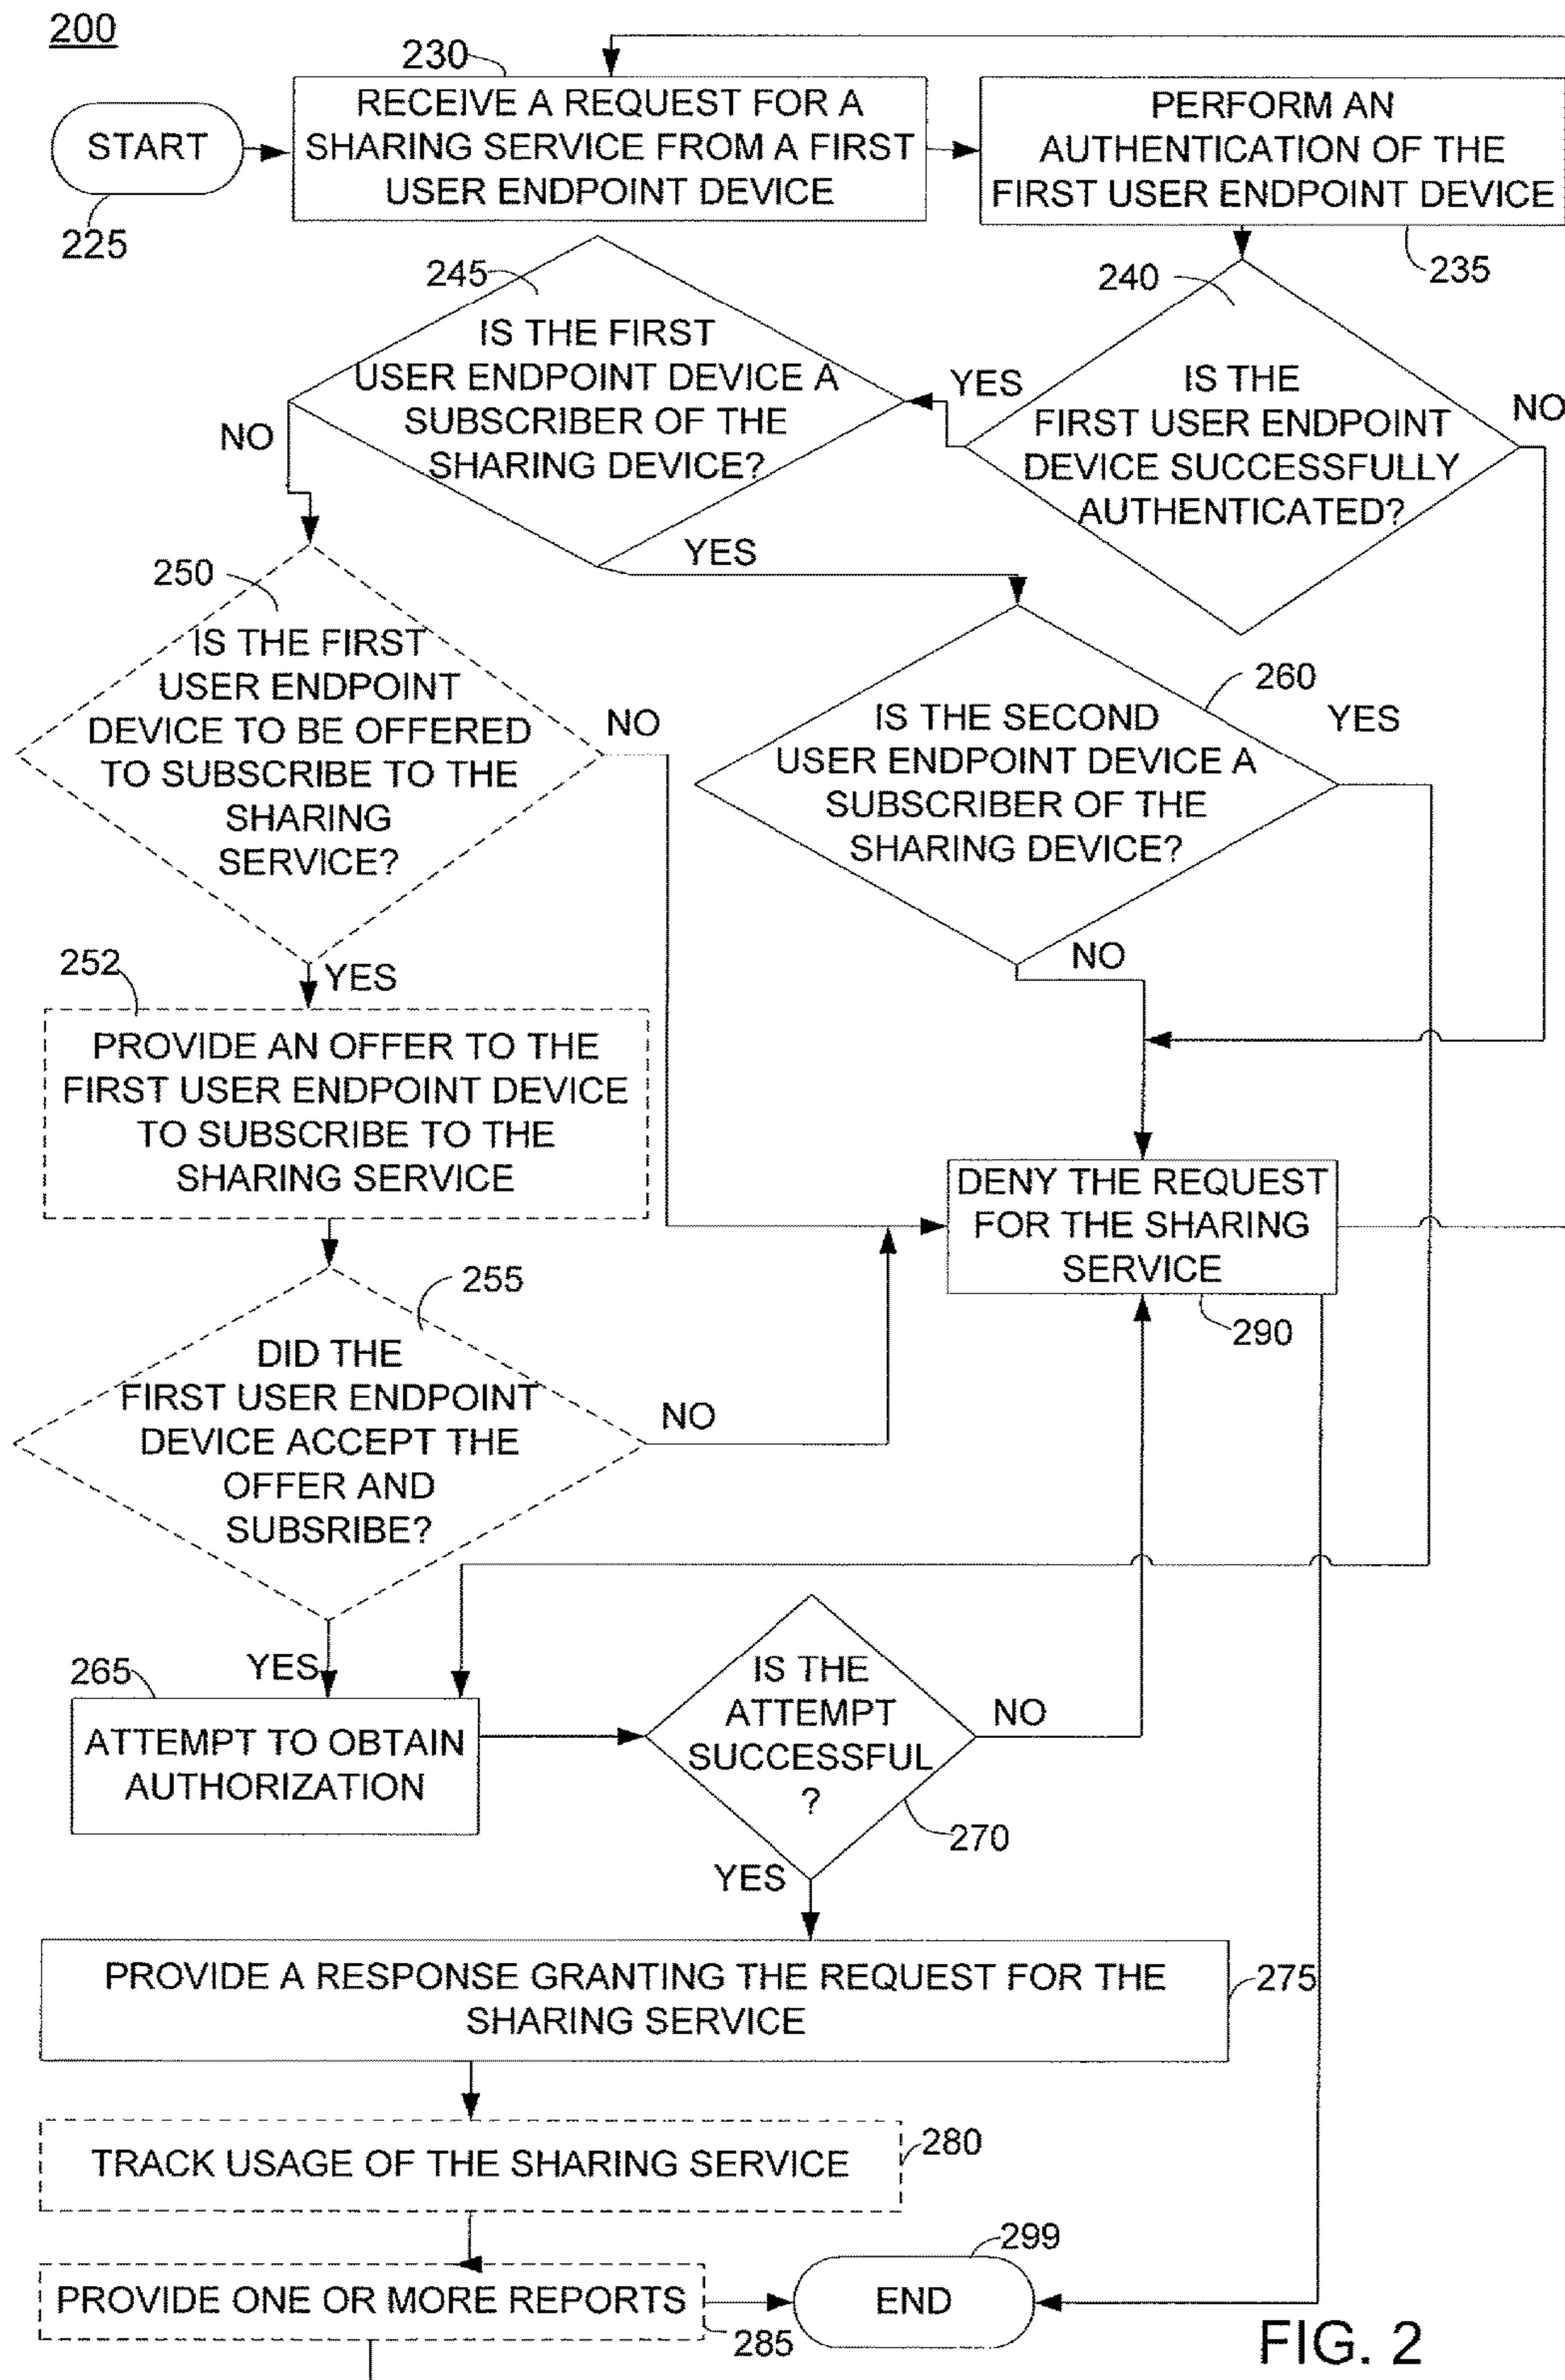 200
230
START
225
RECEIVE A REQUEST FOR A
SHARING SERVICE FROM A FIRST
USER ENDPOINT DEVICE
PERFORM AN
AUTHENTICATION OF THE
FIRST USER ENDPOINT DEVICE
235
240
IS THE
FIRST USER ENDPOINT
DEVICE SUCCESSFULLY
AUTHENTICATED?
YES
NO
245
IS THE FIRST
USER ENDPOINT DEVICE A
SUBSCRIBER OF THE
SHARING DEVICE?
NO
YES
250
IS THE FIRST
USER ENDPOINT
DEVICE TO BE OFFERED
TO SUBSCRIBE TO THE
SHARING
SERVICE?
NO
YES
260
IS THE SECOND
USER ENDPOINT DEVICE A
SUBSCRIBER OF THE
SHARING DEVICE?
YES
NO
252
PROVIDE AN OFFER TO THE
FIRST USER ENDPOINT DEVICE
TO SUBSCRIBE TO THE
SHARING SERVICE
DENY THE REQUEST
FOR THE SHARING
SERVICE
290
255
DID THE
FIRST USER ENDPOINT
DEVICE ACCEPT THE
OFFER AND
SUBSRIBE?
NO
YES
265
ATTEMPT TO OBTAIN
AUTHORIZATION
IS THE
ATTEMPT
SUCCESSFUL
?
NO
270
YES
PROVIDE A RESPONSE GRANTING THE REQUEST FOR THE
SHARING SERVICE
275
TRACK USAGE OF THE SHARING SERVICE
280
PROVIDE ONE OR MORE REPORTS
285
299
END
FIG. 2